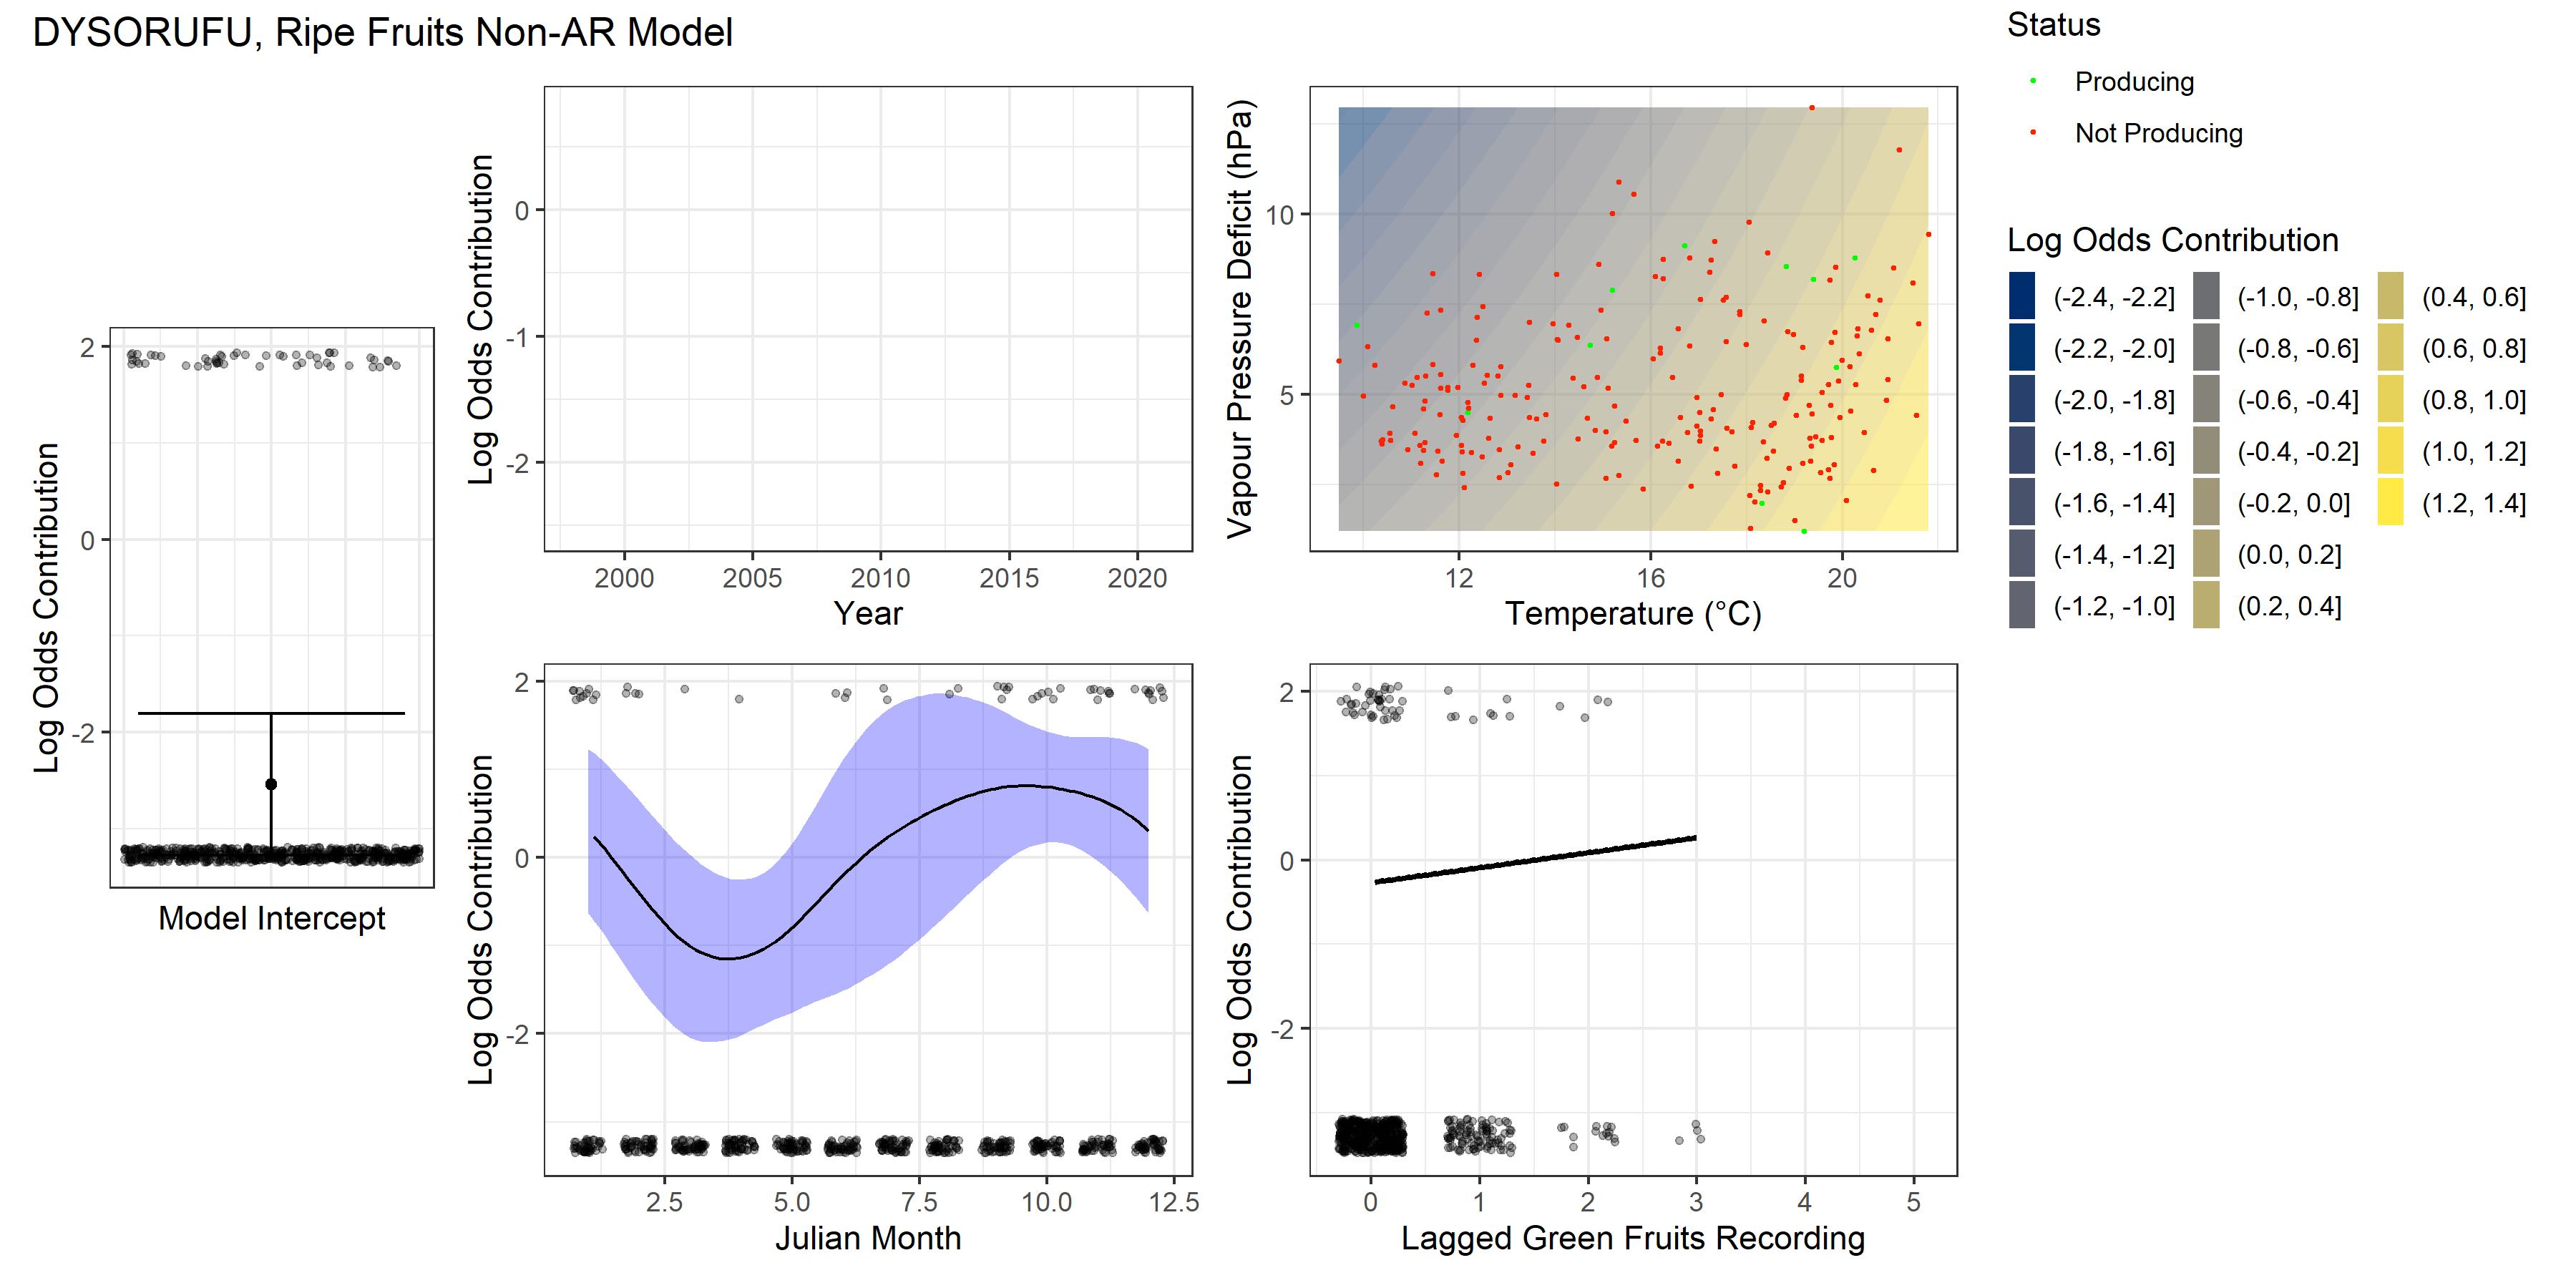 DYSORUFU, Ripe Fruits Non-AR Model
Log Odds Contribution
2
0
-2
Model Intercept
Log Odds Contribution
0
-1
-2
2000 2005 2010 2015 2020
Year
Vapour Pressure Deficit (hPa)
10
5
12 16 20
Temperature (°C)
Log Odds Contribution
2
0
-2
2.5 5.0 7.5 10.0 12.5
Julian Month
Log Odds Contribution
2
0
-2
0 1 2 3 4 5
Lagged Green Fruits Recording
Status
Producing
Not Producing
Log Odds Contribution
(-2.4, -2.2] (-1.0, -0.8] (0.4, 0.6]
(-2.2, -2.0] (-0.8, -0.6] (0.6, 0.8]
(-2.0, -1.8] (-0.6, -0.4] (0.8, 1.0]
(-1.8, -1.6] (-0.4, -0.2] (1.0, 1.2]
(-1.6, -1.4] (-0.2, 0.0] (1.2, 1.4]
(-1.4, -1.2] (0.0, 0.2]
(-1.2, -1.0] (0.2, 0.4]